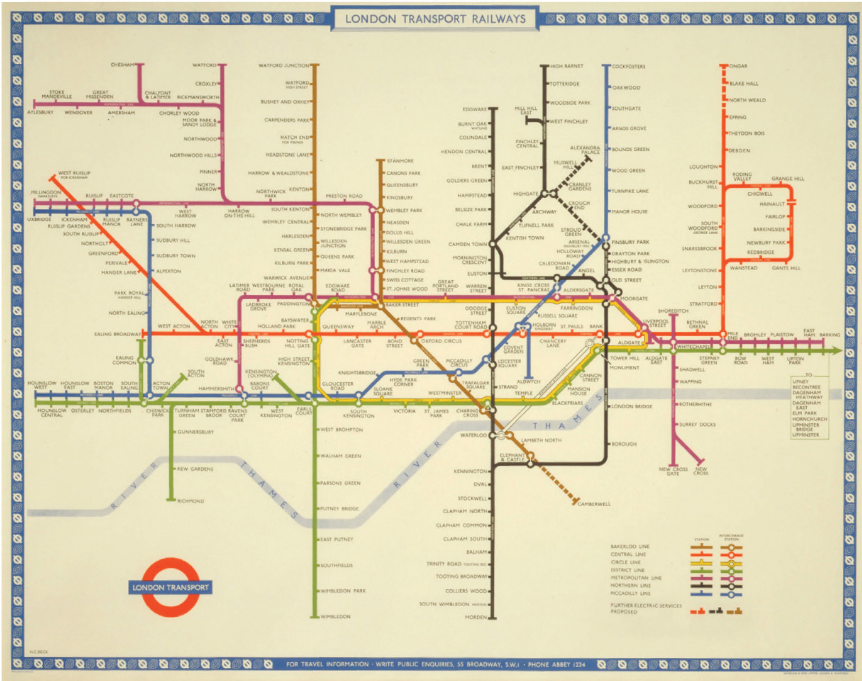 LONDON TRANSPORT RAILWAYS
CHESHAM
WATFORD
CROXLEY
RICKMANSWORTH
CHALFONT
& LATIMER
STOKE
MANDEVILLE
GREAT
MISSENDEN
AYLESBURY
WENDOVER
AMERSHAM
CHORLEY WOOD
MOOR PARK &
SANDY LODGE
NORTHWOOD
NORTHWOOD HILLS
PINNER
NORTH
HARROW
WATFORD JUNCTION
WATFORD
HIGH STREET
BUSHEY AND OXHEY
CARPENDERS PARK
HATCH END
HEADSTONE LANE
HARROW & WEALDSTONE
KENTON
NORTHWICK
PARK
PRESTON ROAD
SOUTH KENTON
NORTH WEMBLEY
WEMBLEY CENTRAL
STONEBRIDGE PARK
HARLESDEN
WILLESDEN
JUNCTION
KENSAL GREEN
QUEENS PARK
KILBURN PARK
MAIDA VALE
WARWICK AVENUE
STANMORE
CANONS PARK
QUEENSBURY
KINGSBURY
WEMBLEY PARK
NEASDEN
DOLLIS HILL
WILLESDEN GREEN
KILBURN
WEST HAMPSTEAD
FINCHLEY ROAD
SWISS COTTAGE
ST. JOHNS WOOD
EDGWARE
BURNT OAK
COLINDALE
HENDON CENTRAL
BRENT
GOLDERS GREEN
HAMPSTEAD
BELSIZE PARK
CHALK FARM
CAMDEN TOWN
MORNINGTON
CRESCENT
EUSTON
HIGH BARNET
TOTTERIDGE
WOODSIDE PARK
MILL HILL
EAST
WEST FINCHLEY
FINCHLEY
CENTRAL
EAST FINCHLEY
ALEXANDRA
PALACE
MUSWELL
HILL
CRANLEY
GARDENS
HIGHGATE
CROUCH
END
STROUD
GREEN
ARCHWAY
TUFNELL PARK
KENTISH TOWN
COCKFOSTERS
OAKWOOD
SOUTHGATE
ARNOS GROVE
BOUNDS GREEN
WOOD GREEN
TURNPIKE LANE
MANOR HOUSE
FINSBURY PARK
DRAYTON PARK
HIGHBURY & ISLINGTON
ESSEX ROAD
OLD STREET
ARSENAL
HOLLOWAY
ROAD
CALEDONIAN
ROAD
ANGEL
KINGS CROSS
ST. PANCRAS
ONGAR
BLAKE HALL
NORTH WEALD
EPPING
THEYDON BOIS
DEBDEN
LOUGHTON
BUCKHURST
HILL
RODING
VALLEY
CHIGWELL
GRANGE HILL
HAINAULT
FAIRLOP
BARKINGSIDE
NEWBURY PARK
REDBRIDGE
GANTS HILL
WANSTEAD
WOODFORD
SOUTH
WOODFORD
SNARESBROOK
LEYTONSTONE
LEYTON
STRATFORD
WEST RUISLIP
HILLINGDON
RUISLIP
EASTCOTE
UXBRIDGE
ICKENHAM
RUISLIP
MANOR
RAYNERS
LANE
WEST
HARROW
HARROW
ON THE HILL
RUISLIP GARDENS
SOUTH RUISLIP
NORTHOLT
GREENFORD
PERIVALE
HANGER LANE
SOUTH HARROW
SUDBURY HILL
SUDBURY TOWN
ALPERTON
PARK ROYAL
NORTH EALING
EALING BROADWAY
WEST ACTON
NORTH
ACTON
EAST
ACTON
WHITE
CITY
SHEPHERDS
BUSH
HOLLAND PARK
NOTTING
HILL GATE
LATIMER
ROAD
WESTBOURNE
PARK
ROYAL
OAK
LADBROKE
GROVE
PADDINGTON
EDGWARE
ROAD
BAKER STREET
MARYLEBONE
REGENTS PARK
GREAT
PORTLAND
STREET
WARREN
STREET
GOODGE
STREET
EUSTON
SQUARE
RUSSELL SQUARE
FARRINGDON
ALDERSGATE
MOORGATE
LIVERPOOL
STREET
BAYSWATER
QUEENSWAY
LANCASTER
GATE
MARBLE
ARCH
BOND
STREET
OXFORD CIRCUS
TOTTENHAM
COURT ROAD
HOLBORN
CHANCERY
LANE
ST. PAULS
BANK
COVENT
GARDEN
LEICESTER
SQUARE
ALDWYCH
SHOREDITCH
BETHNAL
GREEN
MILE
END
BROMLEY
PLAISTOW
EAST
HAM
BARKING
WHITECHAPEL
STEPNEY
GREEN
BOW
ROAD
WEST
HAM
UPTON
PARK
ALDGATE
ALDGATE
EAST
TOWER HILL
MONUMENT
CANNON
STREET
MANSION
HOUSE
BLACKFRIARS
TEMPLE
SHADWELL
WAPPING
ROTHERHITHE
SURREY DOCKS
NEW CROSS
GATE
NEW
CROSS
TO
UPNEY
BECONTREE
DAGENHAM
HEATHWAY
DAGENHAM
EAST
ELM PARK
HORNCHURCH
UPMINSTER
BRIDGE
UPMINSTER
EALING
COMMON
ACTON
TOWN
SOUTH
ACTON
GOLDHAWK
ROAD
HAMMERSMITH
KENSINGTON
(OLYMPIA)
BARONS
COURT
HIGH STREET
KENSINGTON
GLOUCESTER
ROAD
KNIGHTSBRIDGE
HYDE PARK
CORNER
GREEN
PARK
PICCADILLY
CIRCUS
TRAFALGAR
SQUARE
STRAND
CHARING
CROSS
WESTMINSTER
ST. JAMES
PARK
VICTORIA
SLOANE
SQUARE
SOUTH
KENSINGTON
EARLS
COURT
WEST
KENSINGTON
RAVENS
COURT
PARK
STAMFORD
BROOK
TURNHAM
GREEN
CHISWICK
PARK
HOUNSLOW
WEST
HOUNSLOW
EAST
BOSTON
MANOR
SOUTH
EALING
HOUNSLOW
CENTRAL
OSTERLEY
NORTHFIELDS
GUNNERSBURY
KEW GARDENS
RICHMOND
WEST BROMPTON
WALHAM GREEN
PARSONS GREEN
PUTNEY BRIDGE
EAST PUTNEY
SOUTHFIELDS
WIMBLEDON PARK
WIMBLEDON
WATERLOO
LAMBETH NORTH
ELEPHANT
& CASTLE
CAMBERWELL
LONDON BRIDGE
BOROUGH
KENNINGTON
OVAL
STOCKWELL
CLAPHAM NORTH
CLAPHAM COMMON
CLAPHAM SOUTH
BALHAM
TRINITY ROAD
TOOTING BROADWAY
COLLIERS WOOD
SOUTH WIMBLEDON
MORDEN
RIVER THAMES
RIVER THAMES
LONDON TRANSPORT
STATION
INTERCHANGE
STATION
BAKERLOO LINE
CENTRAL LINE
CIRCLE LINE
DISTRICT LINE
METROPOLITAN LINE
NORTHERN LINE
PICCADILLY LINE
FURTHER ELECTRIC SERVICES
PROPOSED
H.C. BECK
FOR TRAVEL INFORMATION · WRITE PUBLIC ENQUIRIES, 55 BROADWAY, S.W.1 · PHONE ABBEY 1234